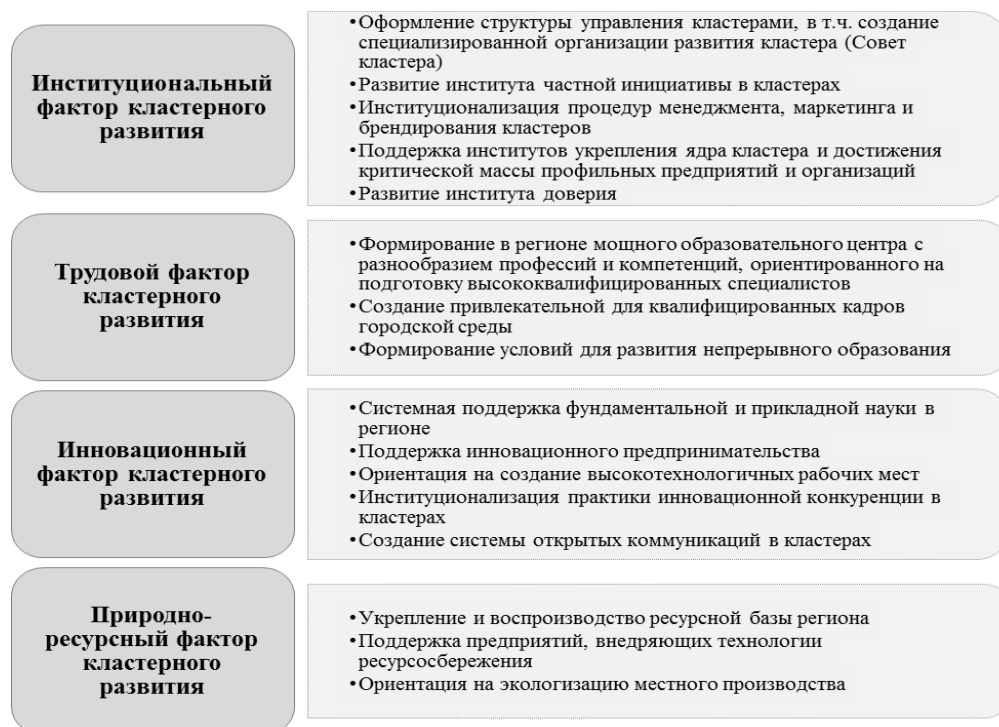 Институциональный
фактор кластерного
развития
•Оформление структуры управления кластерами, в т.ч. создание
специализированной организации развития кластера (Совет
кластера)
•Развитие института частной инициативы в кластерах
•Институционализация процедур менеджмента, маркетинга и
брендирования кластеров
•Поддержка институтов укрепления ядра кластера и достижения
критической массы профильных предприятий и организаций
•Развитие института доверия
Трудовой фактор
кластерного
развития
•Формирование в регионе мощного образовательного центра с
разнообразием профессий и компетенций, ориентированного на
подготовку высококвалифицированных специалистов
•Создание привлекательной для квалифицированных кадров
городской среды
•Формирование условий для развития непрерывного образования
Инновационный
фактор кластерного
развития
•Системная поддержка фундаментальной и прикладной науки в
регионе
•Поддержка инновационного предпринимательства
•Ориентация на создание высокотехнологичных рабочих мест
•Институционализация практики инновационной конкуренции в
кластерах
•Создание системы открытых коммуникаций в кластерах
Природно-
ресурсный фактор
кластерного
развития
•Укрепление и воспроизводство ресурсной базы региона
•Поддержка предприятий, внедряющих технологии
ресурсосбережения
•Ориентация на экологизацию местного производства